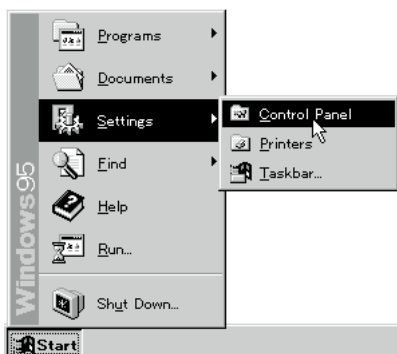 Programs
Documents
Settings
Find
Help
Run...
Shut Down...
Windows95
Start
Control Panel
Printers
Taskbar...